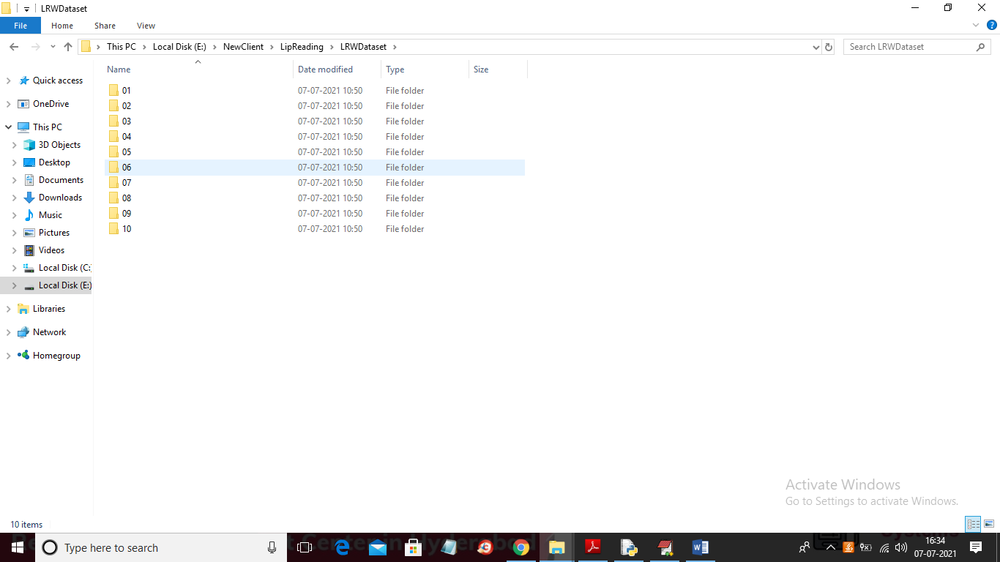 LRWDataset
File Home Share View
This PC Local Disk (E:) NewClient LipReading LRWDataset
Search LRWDataset
Name Date modified Type Size
01 07-07-2021 10:50 File folder
02 07-07-2021 10:50 File folder
03 07-07-2021 10:50 File folder
04 07-07-2021 10:50 File folder
05 07-07-2021 10:50 File folder
06 07-07-2021 10:50 File folder
07 07-07-2021 10:50 File folder
08 07-07-2021 10:50 File folder
09 07-07-2021 10:50 File folder
10 07-07-2021 10:50 File folder
Quick access
OneDrive
This PC
3D Objects
Desktop
Documents
Downloads
Music
Pictures
Videos
Local Disk (C:
Local Disk (E:)
Libraries
Network
Homegroup
Activate Windows
Go to Settings to activate Windows.
10 items
Type here to search
Center in Hyderabad
Systems
16:34
07-07-2021